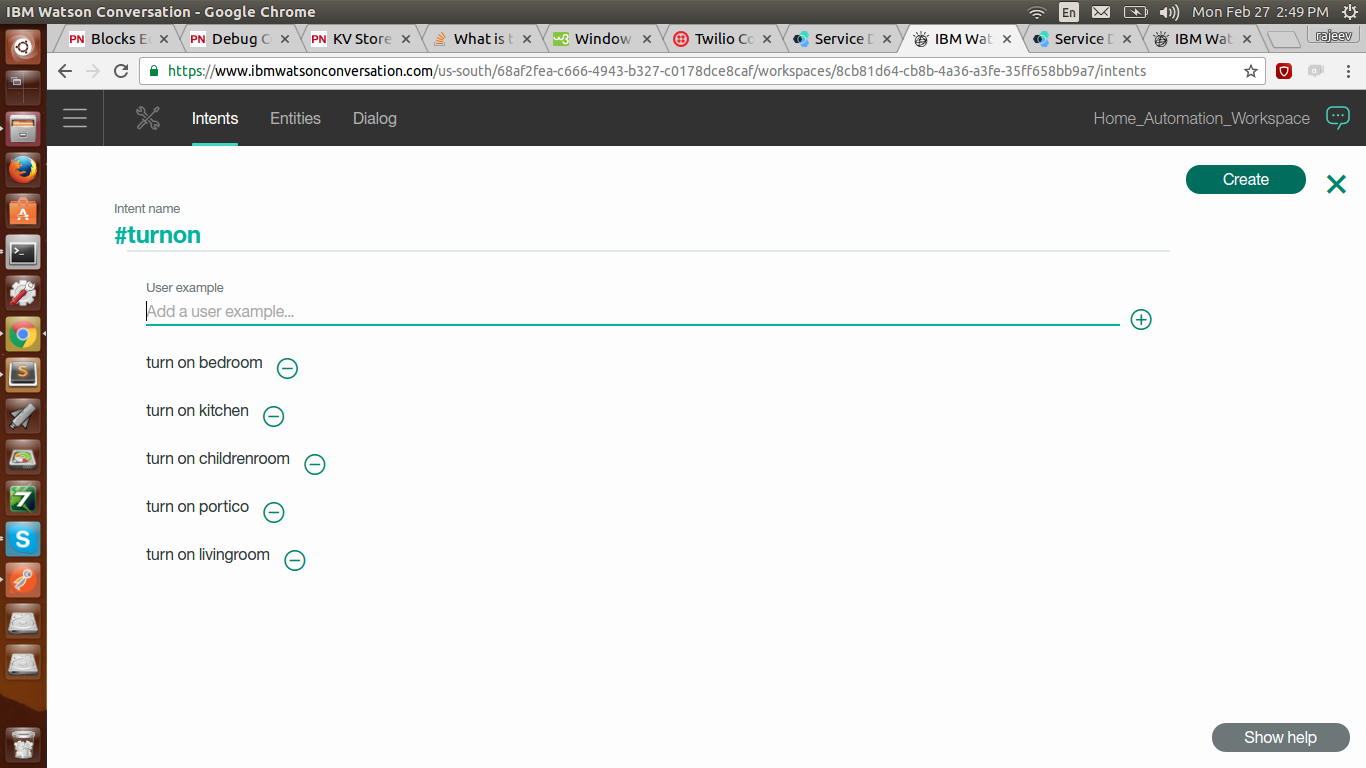 IBM Watson Conversation - Google Chrome
En
Mon Feb 27 2:49 PM
PN Blocks E
PN Debug C
PN KV Store
What is t
w3 Window
Twilio Co
Service D
IBM Wat
Service D
IBM Wat
rajeev
https://www.ibmwatsonconversation.com/us-south/68af2fea-c666-4943-b327-c0178dce8caf/workspaces/8cb81d64-cb8b-4a36-a3fe-35ff658bb9a7/intents
Intents
Entities
Dialog
Home_Automation_Workspace
Create
Intent name
#turnon
User example
Add a user example...
turn on bedroom
turn on kitchen
turn on childrenroom
turn on portico
turn on livingroom
Show help